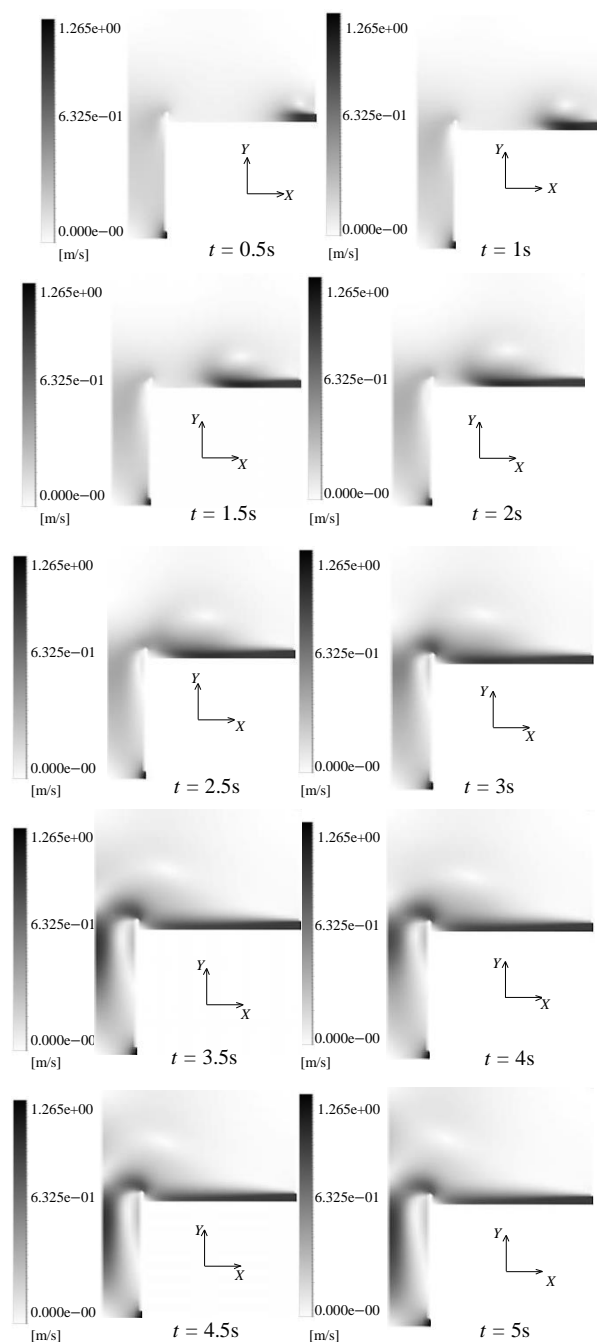 1.265e+00
6.325e−01
0.000e−00
[m/s]
Y
X
t = 0.5s
1.265e+00
6.325e−01
0.000e−00
[m/s]
Y
X
t = 1s
1.265e+00
6.325e−01
0.000e−00
[m/s]
Y
X
t = 1.5s
1.265e+00
6.325e−01
0.000e−00
[m/s]
Y
X
t = 2s
1.265e+00
6.325e−01
0.000e−00
[m/s]
Y
X
t = 2.5s
1.265e+00
6.325e−01
0.000e−00
[m/s]
Y
X
t = 3s
1.265e+00
6.325e−01
0.000e−00
[m/s]
Y
X
t = 3.5s
1.265e+00
6.325e−01
0.000e−00
[m/s]
Y
X
t = 4s
1.265e+00
6.325e−01
0.000e−00
[m/s]
Y
X
t = 4.5s
1.265e+00
6.325e−01
0.000e−00
[m/s]
Y
X
t = 5s